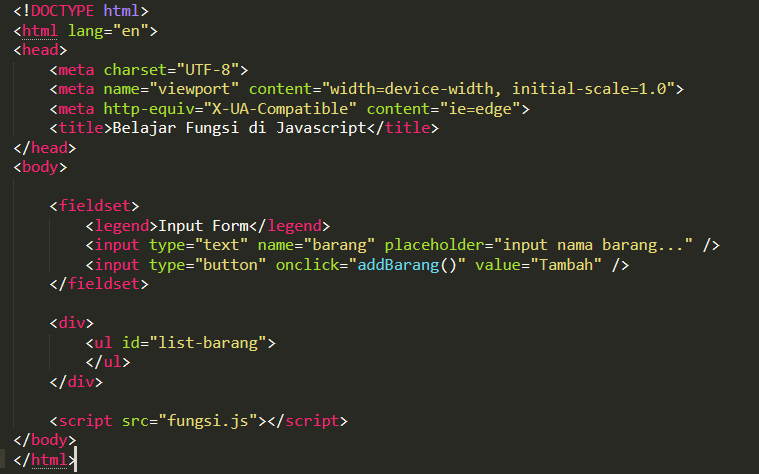 <!DOCTYPE html>
<html lang="en">
<head>
    <meta charset="UTF-8">
    <meta name="viewport" content="width=device-width, initial-scale=1.0">
    <meta http-equiv="X-UA-Compatible" content="ie=edge">
    <title>Belajar Fungsi di Javascript</title>
</head>
<body>

    <fieldset>
        <legend>Input Form</legend>
        <input type="text" name="barang" placeholder="input nama barang..." />
        <input type="button" onclick="addBarang()" value="Tambah" />
    </fieldset>

    <div>
        <ul id="list-barang">
        </ul>
    </div>

    <script src="fungsi.js"></script>
</body>
</html>